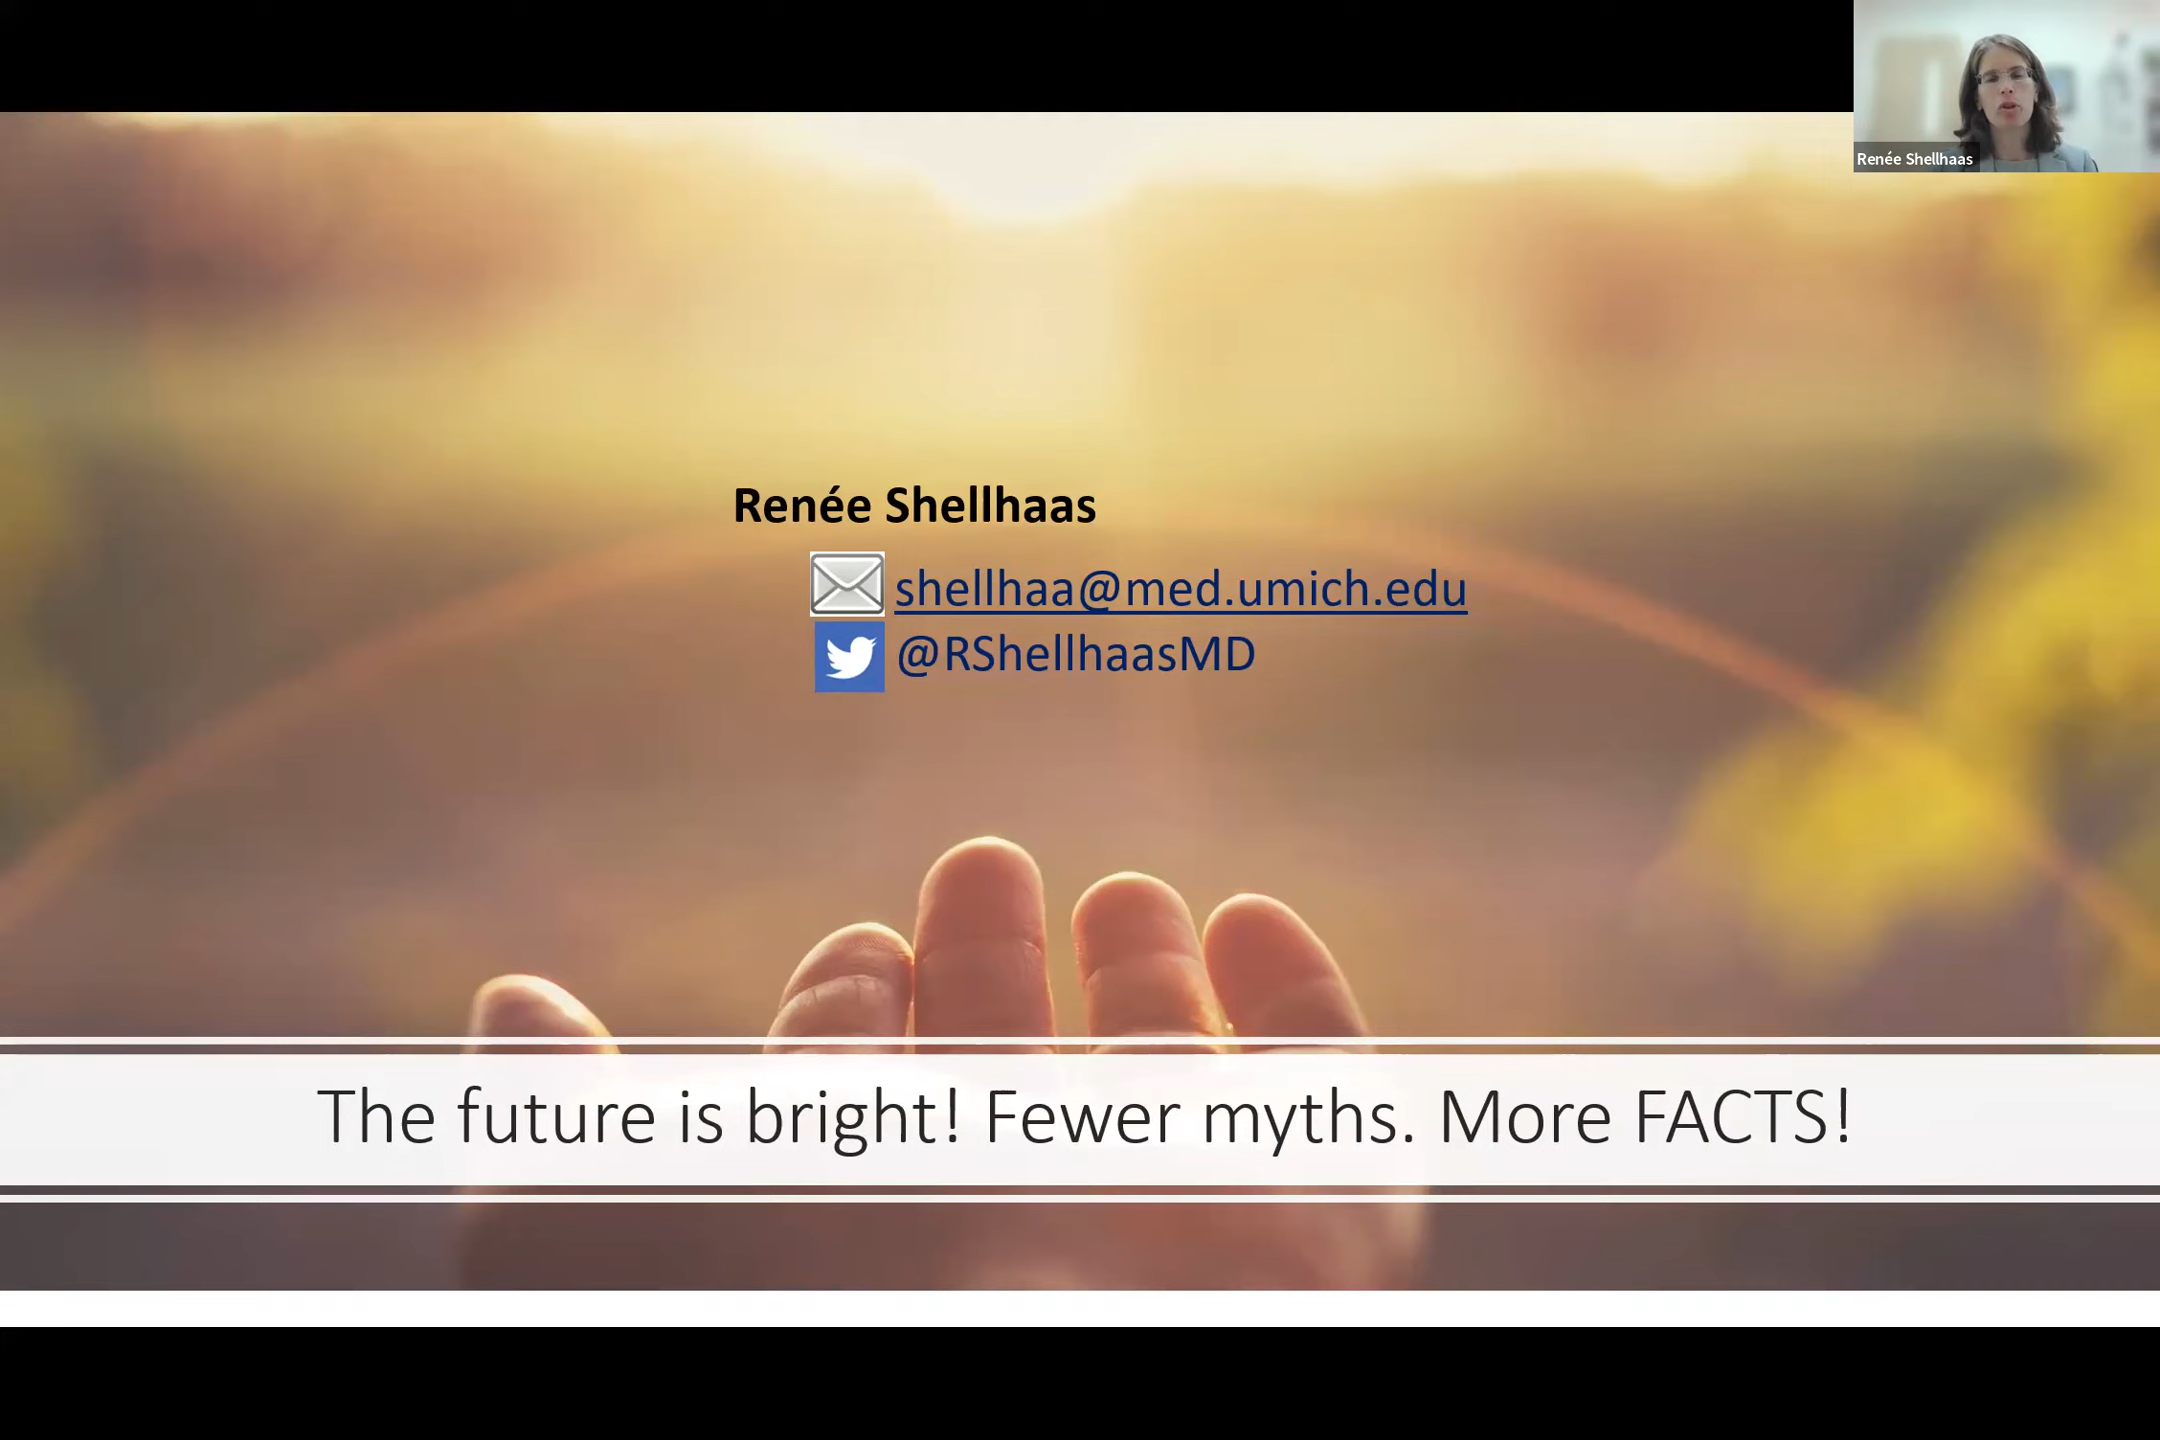 Renée Shellhaas
Renée Shellhaas
shellhaa@med.umich.edu
@RShellhaasMD
The future is bright! Fewer myths. More FACTS!